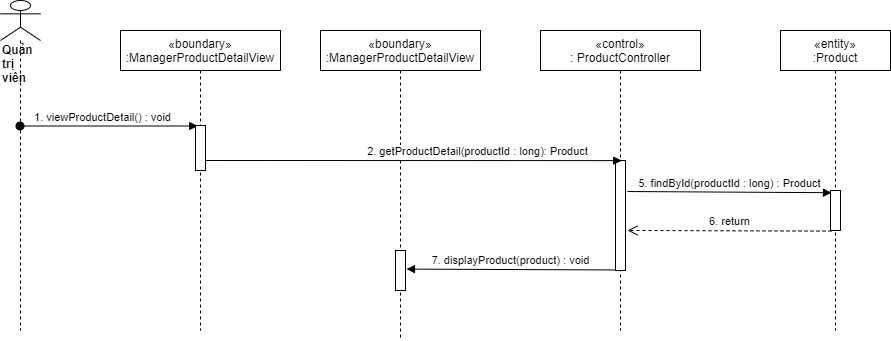 Quản
trị
viên
«boundary»
:ManagerProductDetailView
«boundary»
:ManagerProductDetailView
«control»
: ProductController
«entity»
:Product
1. viewProductDetail() : void
2. getProductDetail(productId : long): Product
5. findById(productId : long) : Product
6. return
7. displayProduct(product) : void